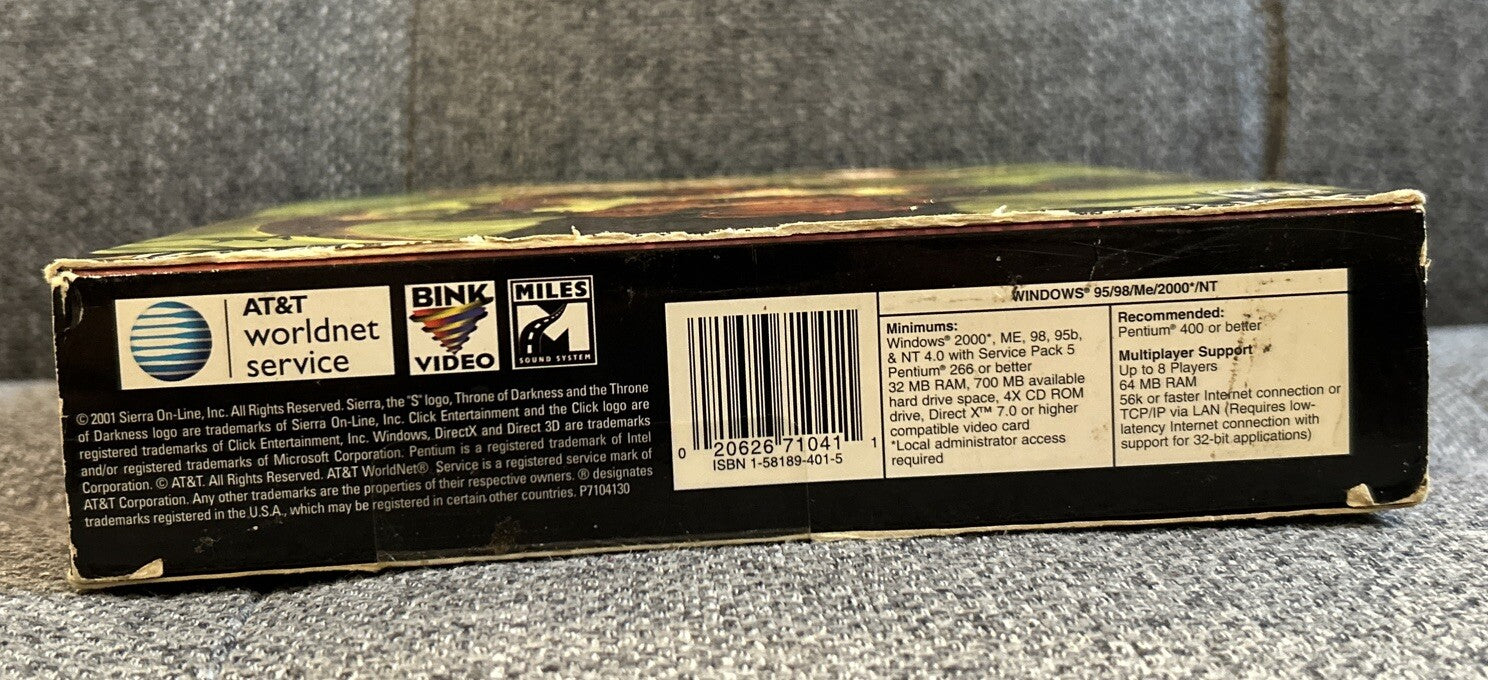 AT&T
worldnet
service
BINK
VIDEO
MILES
SOUND SYSTEM
© 2001 Sierra On-Line, Inc. All Rights Reserved. Sierra, the "S" logo, Throne of Darkness and the Throne
of Darkness logo are trademarks of Sierra On-Line, Inc. Click Entertainment and the Click logo are
registered trademarks of Click Entertainment, Inc. Windows, DirectX and Direct 3D are trademarks
and/or registered trademarks of Microsoft Corporation. Pentium is a registered trademark of Intel
Corporation. © AT&T. All Rights Reserved. AT&T WorldNet® Service is a registered service mark of
AT&T Corporation. Any other trademarks are the properties of their respective owners. ® designates
trademarks registered in the U.S.A., which may be registered in certain other countries. P7104130
0 20626 71041 1
ISBN 1-58189-401-5
WINDOWS® 95/98/Me/2000*/NT
Minimums:
Windows® 2000*, ME, 98, 95b,
& NT 4.0 with Service Pack 5
Pentium® 266 or better
32 MB RAM, 700 MB available
hard drive space, 4X CD ROM
drive, Direct X™ 7.0 or higher
compatible video card
*Local administrator access
required
Recommended:
Pentium® 400 or better
Multiplayer Support
Up to 8 Players
64 MB RAM
56k or faster Internet connection or
TCP/IP via LAN (Requires low-
latency Internet connection with
support for 32-bit applications)